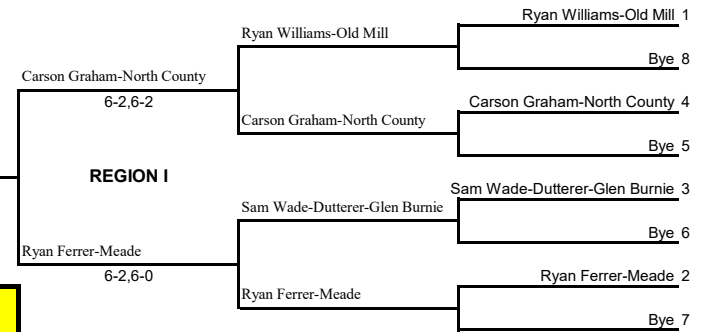 Ryan Williams-Old Mill 1
Ryan Williams-Old Mill
Bye 8
Carson Graham-North County
6-2,6-2
Carson Graham-North County 4
Carson Graham-North County
Bye 5
REGION I
Sam Wade-Dutterer-Glen Burnie 3
Sam Wade-Dutterer-Glen Burnie
Bye 6
Ryan Ferrer-Meade
6-2,6-0
Ryan Ferrer-Meade 2
Ryan Ferrer-Meade
Bye 7